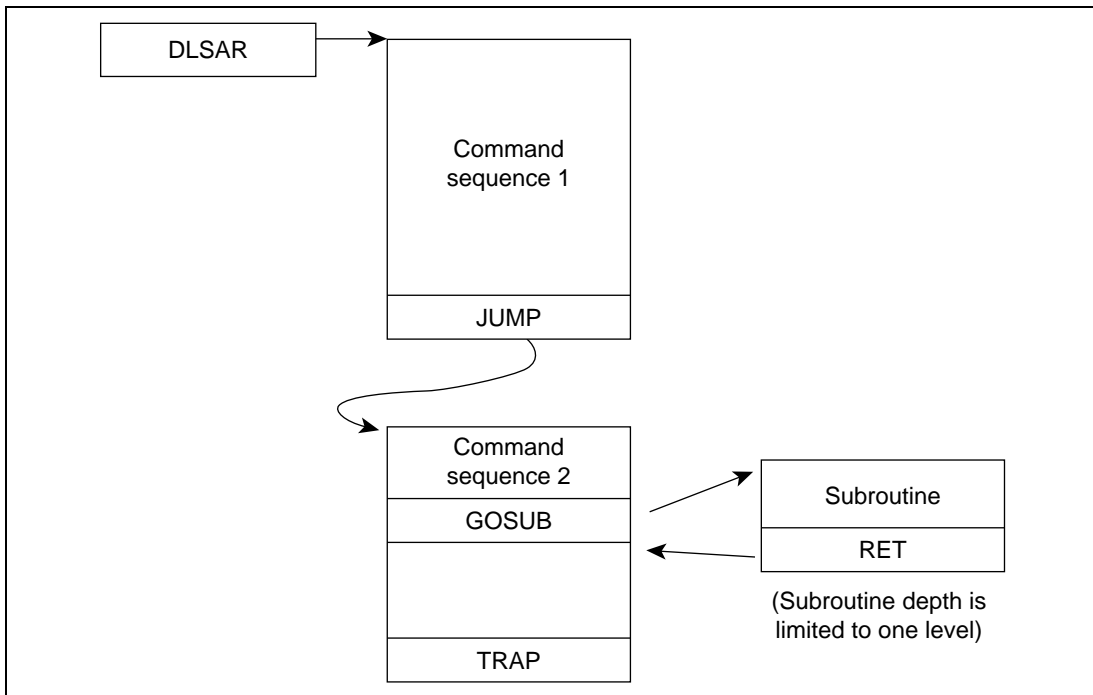 DLSAR
Command
sequence 1
JUMP
Command
sequence 2
GOSUB
Subroutine
RET
(Subroutine depth is
limited to one level)
TRAP